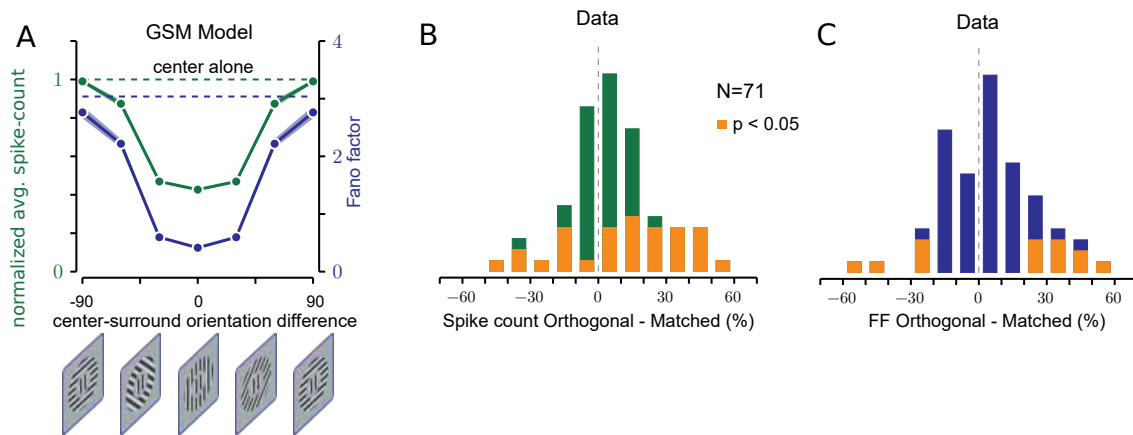 A
GSM Model
center alone
normalized avg. spike-count
1
0
Fano factor
4
2
0
-90
0
90
center-surround orientation difference
B
Data
N=71
p < 0.05
−60
−30
0
30
60
Spike count Orthogonal - Matched (%)
C
Data
−60
−30
0
30
60
FF Orthogonal - Matched (%)